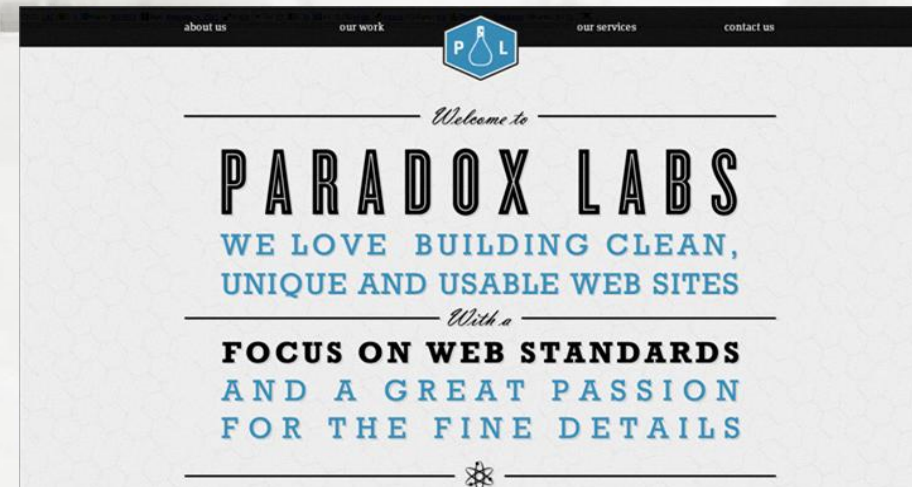 about us our work our services contact us
P L
Welcome to
PARADOX LABS
WE LOVE BUILDING CLEAN,
UNIQUE AND USABLE WEB SITES
With a
FOCUS ON WEB STANDARDS
AND A GREAT PASSION
FOR THE FINE DETAILS